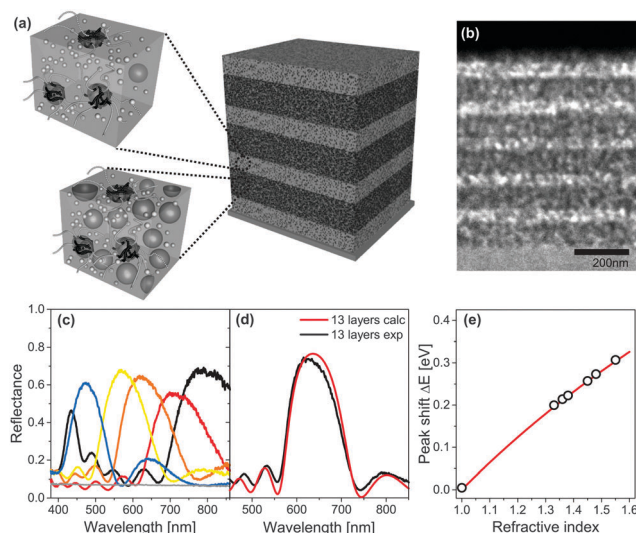 (a)
(b)
200nm
(c)
(d)
13 layers calc
13 layers exp
(e)
1.0
0.8
0.6
0.4
0.2
0.0
Reflectance
400
500
600
700
800
Wavelength [nm]
500
600
700
800
Wavelength [nm]
0.4
0.3
0.2
0.1
0.0
Peak shift ΔE [eV]
1.0
1.1
1.2
1.3
1.4
1.5
1.6
Refractive index